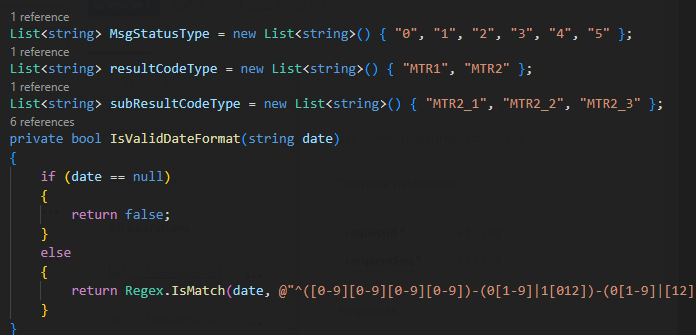 1 reference
List<string> MsgStatusType = new List<string>() { "0", "1", "2", "3", "4", "5" };
1 reference
List<string> resultCodeType = new List<string>() { "MTR1", "MTR2" };
1 reference
List<string> subResultCodeType = new List<string>() { "MTR2_1", "MTR2_2", "MTR2_3" };
6 references
private bool IsValidDateFormat(string date)
{
if (date == null)
{
return false;
}
else
{
return Regex.IsMatch(date, @"^([0-9][0-9][0-9][0-9])-(0[1-9]|1[012])-(0[1-9]|[12]
}
}